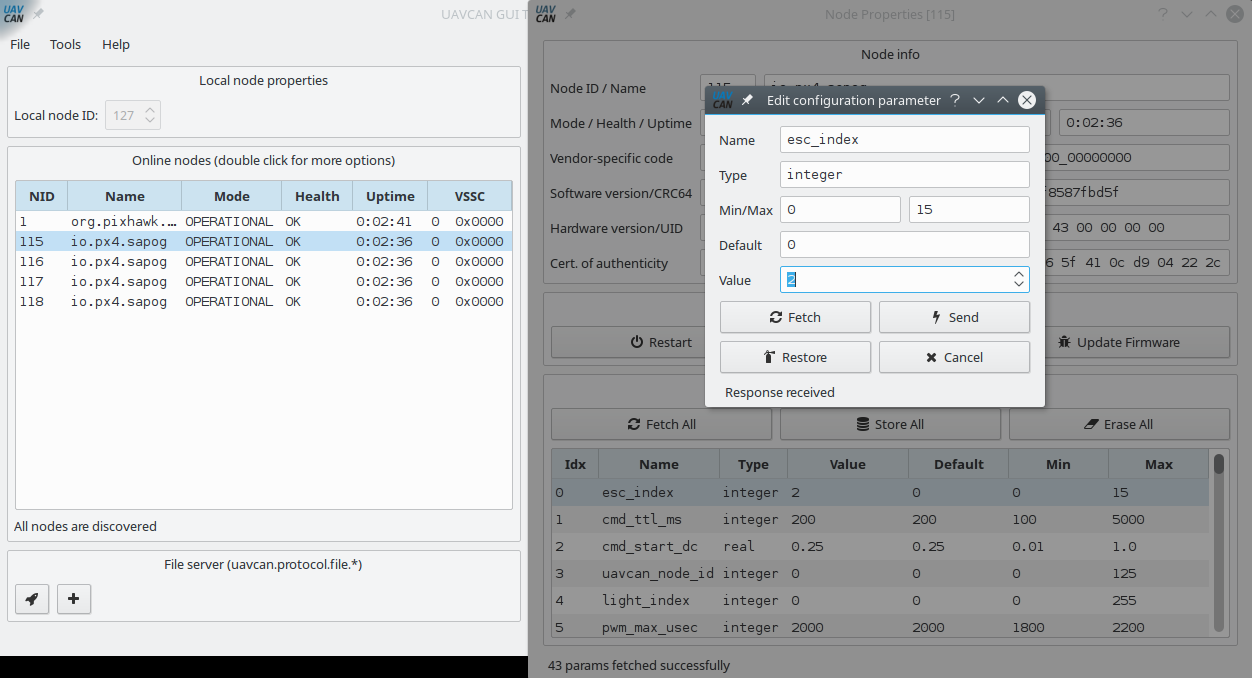 UAV CAN UAVCAN GUI T
File Tools Help
Local node properties
Local node ID: 127
Online nodes (double click for more options)
NID Name Mode Health Uptime VSSC
1 org.pixhawk.… OPERATIONAL OK 0:02:41 0 0x0000
115 io.px4.sapog OPERATIONAL OK 0:02:36 0 0x0000
116 io.px4.sapog OPERATIONAL OK 0:02:36 0 0x0000
117 io.px4.sapog OPERATIONAL OK 0:02:36 0 0x0000
118 io.px4.sapog OPERATIONAL OK 0:02:36 0 0x0000
All nodes are discovered
File server (uavcan.protocol.file.*)
UAV CAN Node Properties [115]
Node info
Node ID / Name 115 io.px4.sapog
Mode / Health / Uptime 0:02:36
Vendor-specific code 00_00000000
Software version/CRC64 8587fbd5f
Hardware version/UID 43 00 00 00 00
Cert. of authenticity 5f 41 0c d9 04 22 2c
Restart Update Firmware
Fetch All Store All Erase All
Idx Name Type Value Default Min Max
0 esc_index integer 2 0 0 15
1 cmd_ttl_ms integer 200 200 100 5000
2 cmd_start_dc real 0.25 0.25 0.01 1.0
3 uavcan_node_id integer 0 0 0 125
4 light_index integer 0 0 0 255
5 pwm_max_usec integer 2000 2000 1800 2200
43 params fetched successfully
UAV CAN Edit configuration parameter
Name esc_index
Type integer
Min/Max 0 15
Default 0
Value 2
Fetch Send
Restore Cancel
Response received